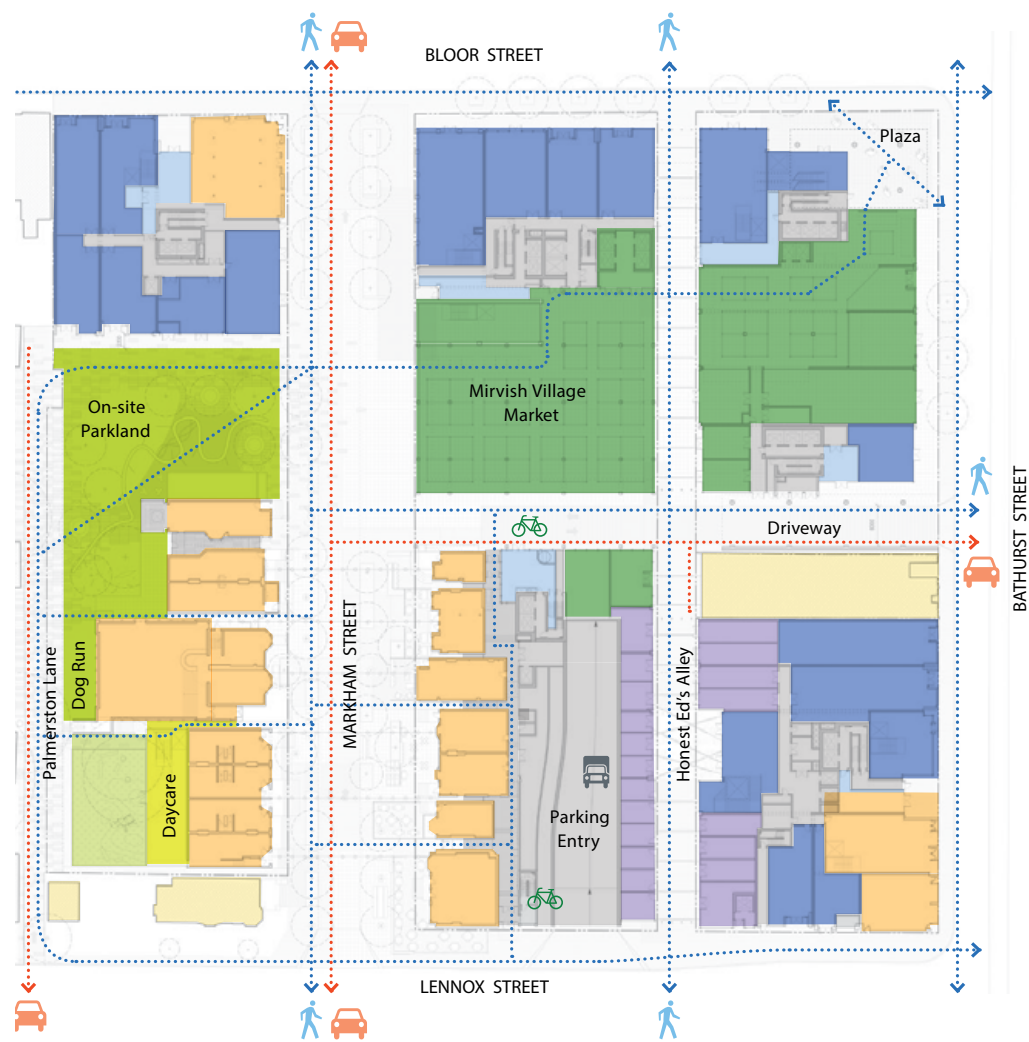 BLOOR STREET
Plaza
On-site
Parkland
Mirvish Village
Market
Driveway
BATHURST STREET
Dog Run
Palmerston Lane
MARKHAM STREET
Honest Ed's Alley
Daycare
Parking
Entry
LENNOX STREET